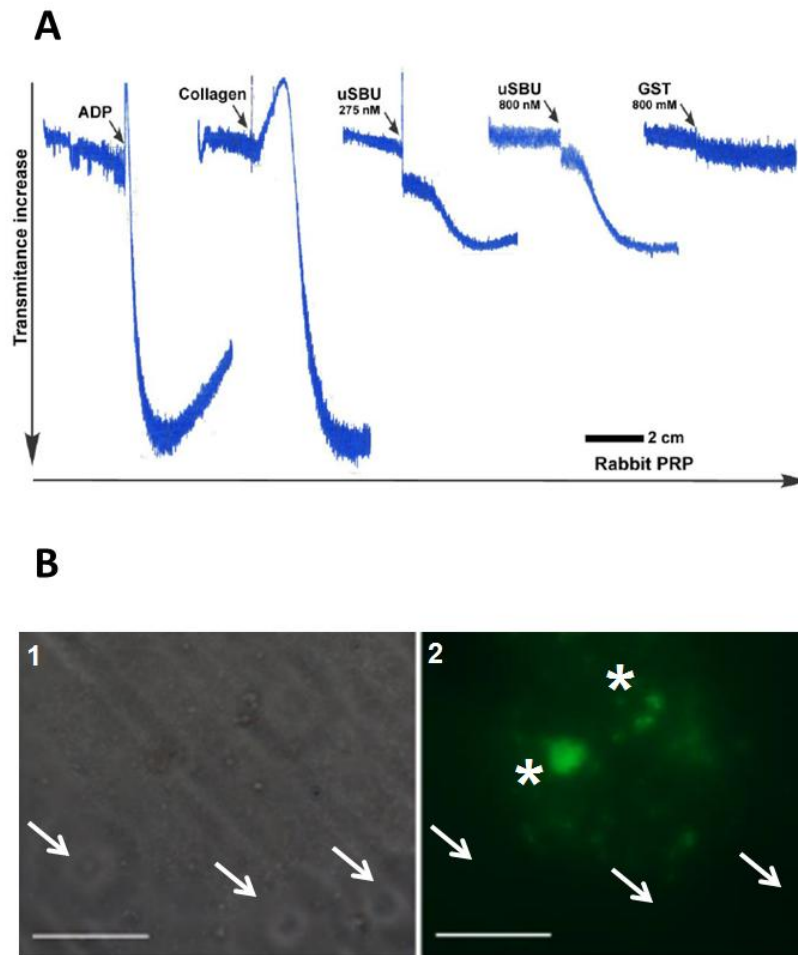 A
ADP
Collagen
uSBU
275 nM
uSBU
800 nM
GST
800 mM
Transmitance increase
2 cm
Rabbit PRP
B
1
2
*
*